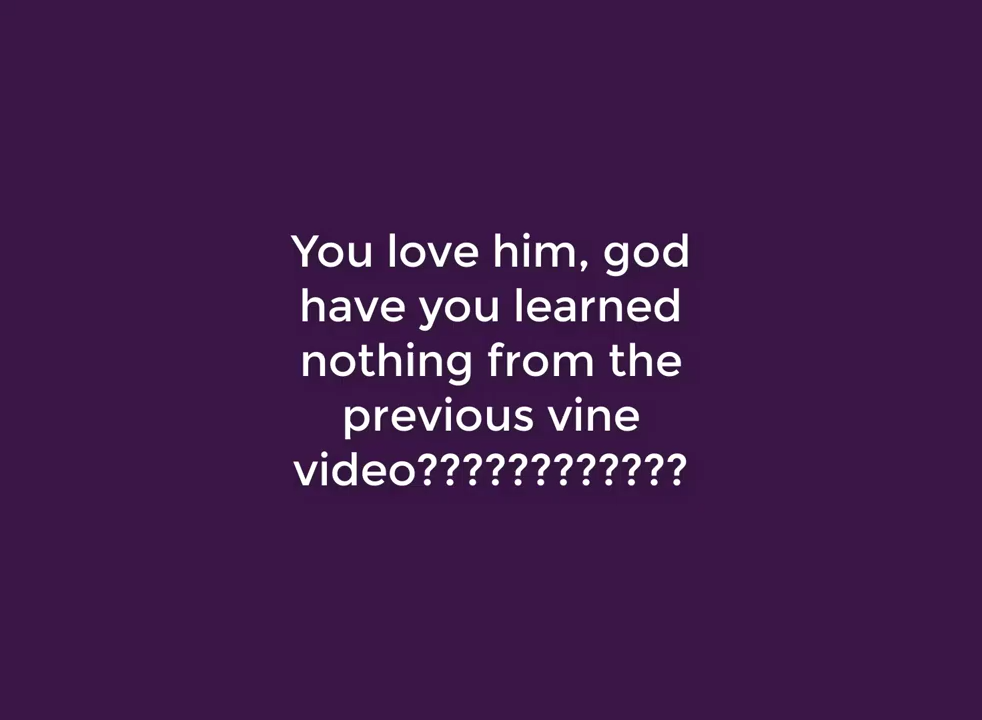 You love him, god
have you learned
nothing from the
previous vine
video????????????